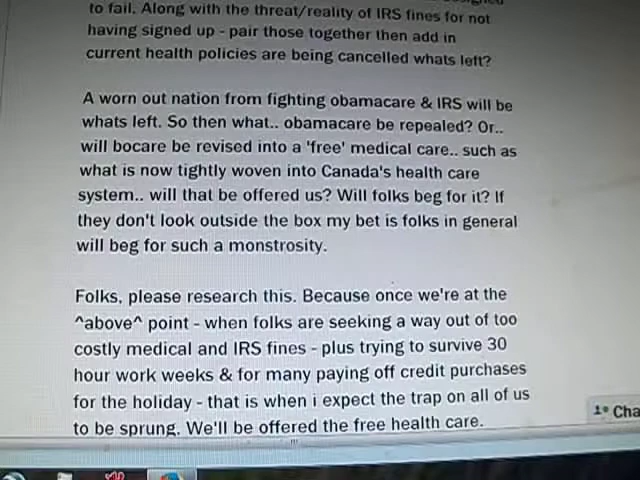 to fail. Along with the threat/reality of IRS fines for not
having signed up - pair those together then add in
current health policies are being cancelled whats left?
A worn out nation from fighting obamacare & IRS will be
whats left. So then what.. obamacare be repealed? Or..
will bocare be revised into a 'free' medical care.. such as
what is now tightly woven into Canada's health care
system.. will that be offered us? Will folks beg for it? If
they don't look outside the box my bet is folks in general
will beg for such a monstrosity.
Folks, please research this. Because once we're at the
^above^ point - when folks are seeking a way out of too
costly medical and IRS fines - plus trying to survive 30
hour work weeks & for many paying off credit purchases
for the holiday - that is when i expect the trap on all of us
to be sprung. We'll be offered the free health care.
Cha